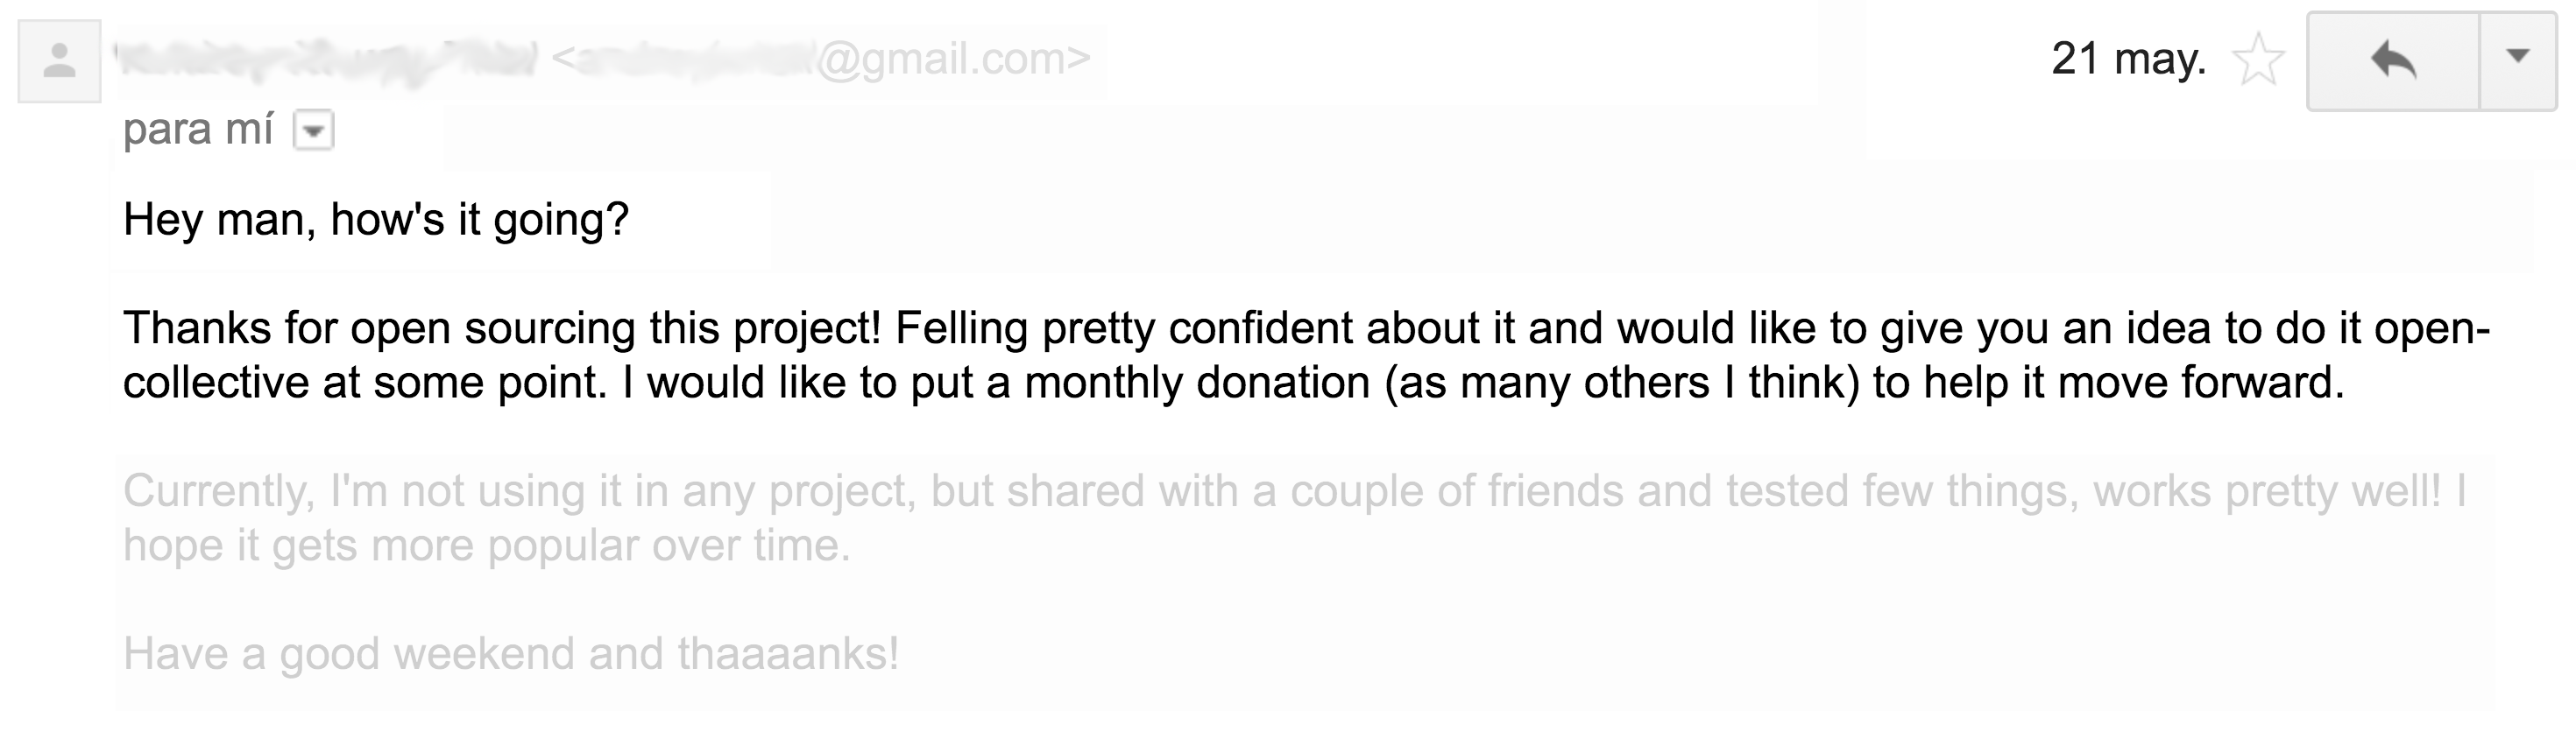 <@gmail.com>
21 may.
para mí
Hey man, how's it going?
Thanks for open sourcing this project! Felling pretty confident about it and would like to give you an idea to do it open-
collective at some point. I would like to put a monthly donation (as many others I think) to help it move forward.
Currently, I'm not using it in any project, but shared with a couple of friends and tested few things, works pretty well! I
hope it gets more popular over time.
Have a good weekend and thaaaanks!